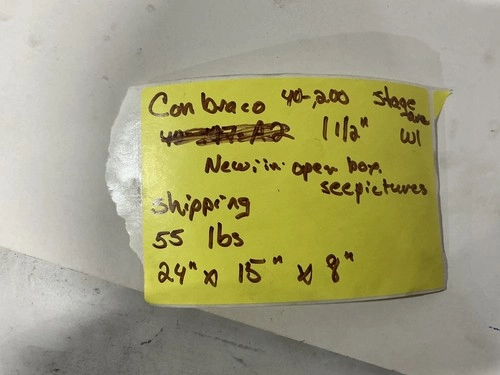 Conbraco 40-200 Stage
1 1/2" W1
New: in open box.
see pictures
shipping
55 lbs
24" x 15" x 8"